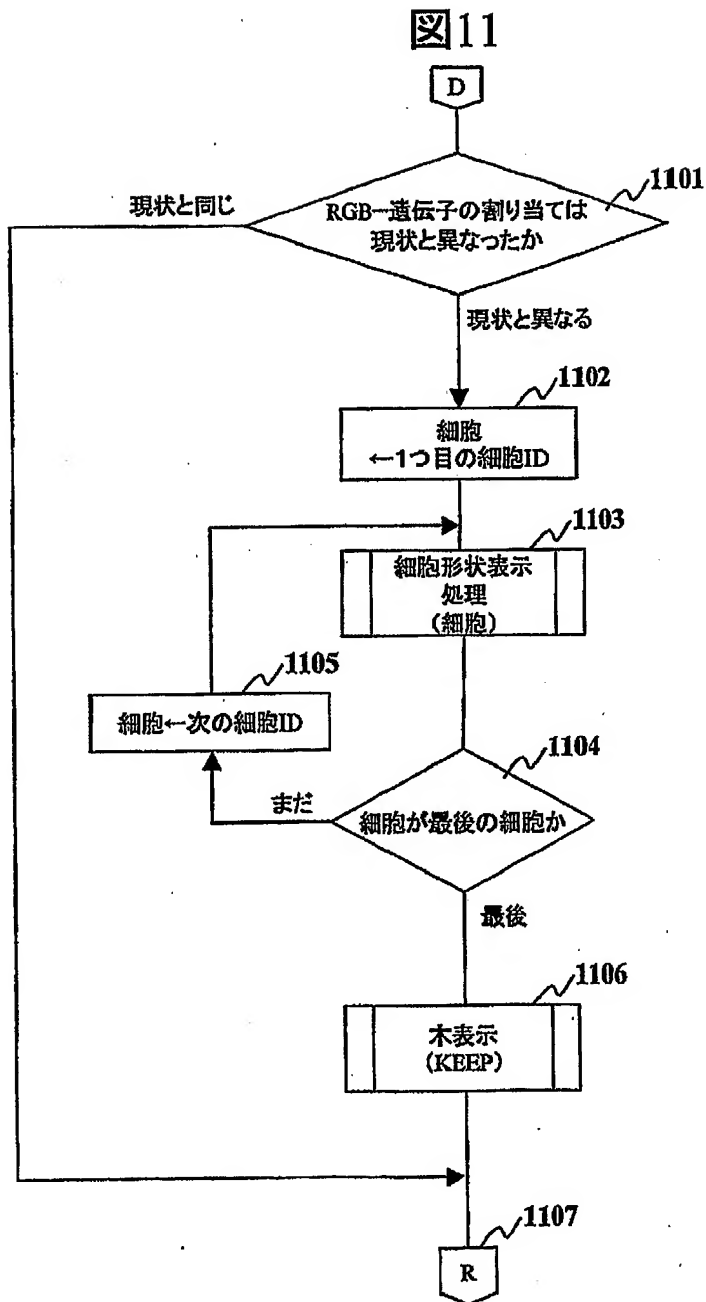 図11
D
1101
現状と同じ
RGB-遺伝子の割り当ては
現状と異なったか
現状と異なる
1102
細胞
←1つ目の細胞ID
1103
細胞形状表示
処理
(細胞)
1105
細胞←次の細胞ID
1104
まだ
細胞が最後の細胞か
最後
1106
木表示
(KEEP)
1107
R